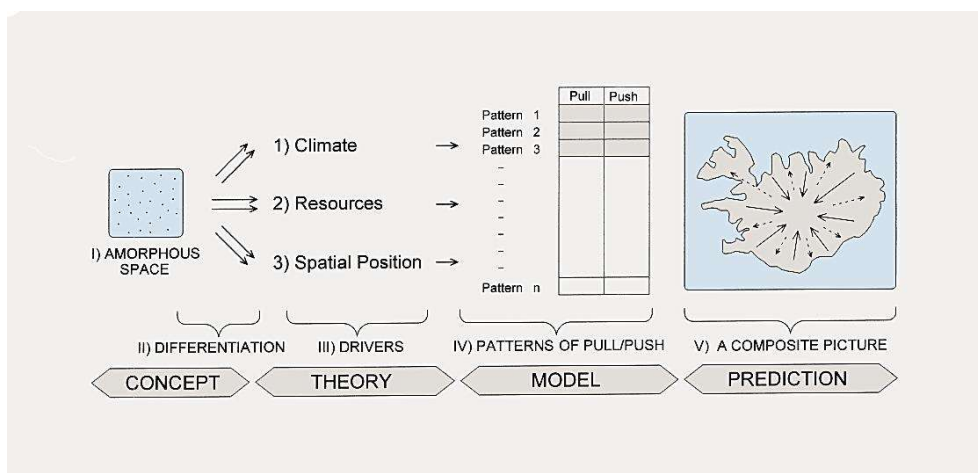 Pull Push
Pattern 1
Pattern 2
Pattern 3
1) Climate
2) Resources
3) Spatial Position
Pattern n
I) AMORPHOUS
SPACE
II) DIFFERENTIATION
III) DRIVERS
IV) PATTERNS OF PULL/PUSH
V) A COMPOSITE PICTURE
CONCEPT
THEORY
MODEL
PREDICTION